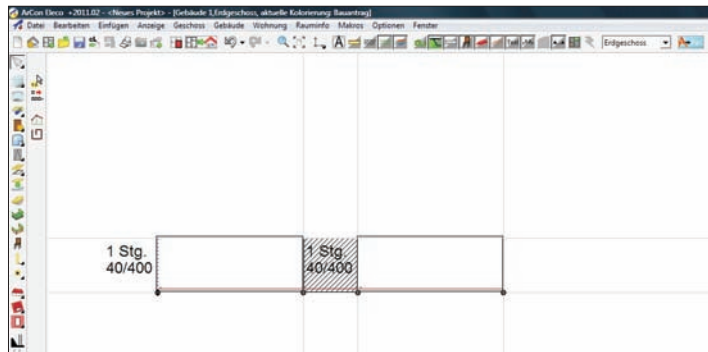 ArCon Eleco +2011.02 - <Neues Projekt> - [Gebäude 1,Erdgeschoss, aktuelle Kolorierung: Bauantrag]
Datei Bearbeiten Einfügen Anzeige Geschoss Gebäude Wohnung Rauminfo Makros Optionen Fenster
Erdgeschoss
1 Stg. 1 Stg.
40/400 40/400